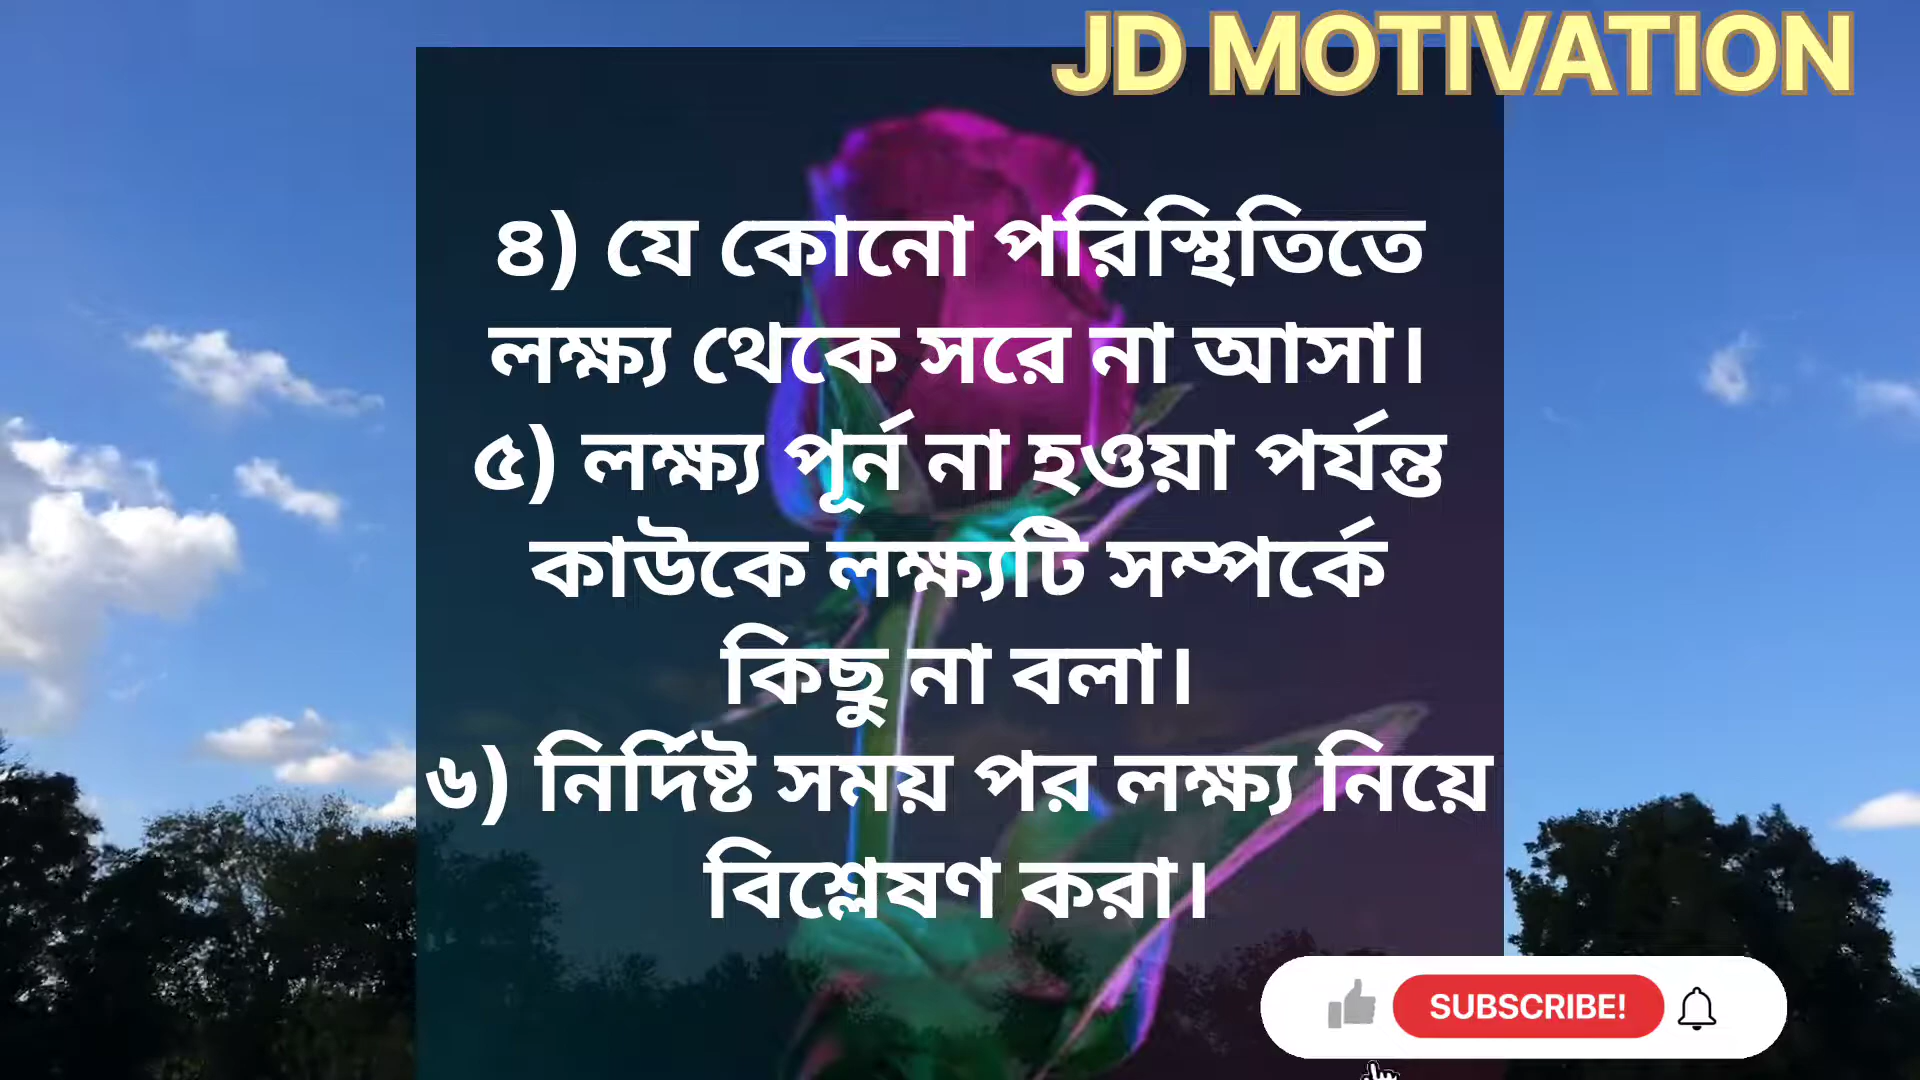 JD MOTIVATION
৪) যে কোনো পরিস্থিতিতে
লক্ষ্য থেকে সরে না আসা।
৫) লক্ষ্য পূর্ন না হওয়া পর্যন্ত
কাউকে লক্ষ্যটি সম্পর্কে
কিছু না বলা।
৬) নির্দিষ্ট সময় পর লক্ষ্য নিয়ে
বিশ্লেষণ করা।
SUBSCRIBE!